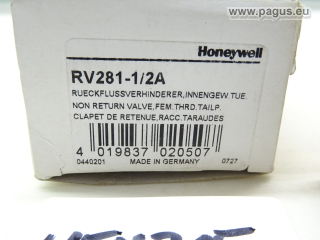 © www.pagus.eu
Honeywell
RV281-1/2A
RUECKFLUSSVERHINDERER,INNENGEW.TUE.
NON RETURN VALVE,FEM.THRD.TAILP.
CLAPET DE RETENUE,RACC.TARAUDES
4 019837 020507
0440201 MADE IN GERMANY 0727